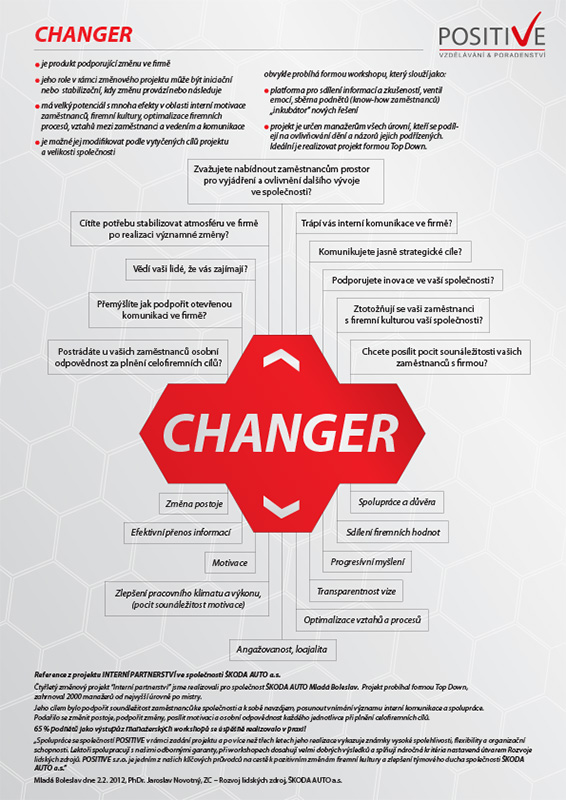 CHANGER
POSITIVE
VZDĚLÁVÁNÍ & PORADENSTVÍ
● je produkt podporující změnu ve firmě
● jeho role v rámci změnového projektu může být iniciační
nebo stabilizační, kdy změnu provází nebo následuje
● má velký potenciál s mnoha efekty v oblasti interní motivace
zaměstnanců, firemní kultury, optimalizace firemních
procesů, vztahů mezi zaměstnanci a vedením a komunikace
● je možné jej modifikovat podle vytyčených cílů projektu
a velikosti společnosti
obvykle probíhá formou workshopu, který slouží jako:
● platforma pro sdílení informací a zkušeností, ventil
emocí, sběrna podnětů (know-how zaměstnanců)
„inkubátor" nových řešení
● projekt je určen manažerům všech úrovní, kteří se podíl-
ejí na ovlivňování dění a názorů jejich podřízených.
Ideální je realizovat projekt formou Top Down.
Zvažujete nabídnout zaměstnancům prostor
pro vyjádření a ovlivnění dalšího vývoje
ve společnosti?
Cítíte potřebu stabilizovat atmosféru ve firmě
po realizaci významné změny?
Trápí vás interní komunikace ve firmě?
Komunikujete jasně strategické cíle?
Vědí vaši lidé, že vás zajímají?
Podporujete inovace ve vaší společnosti?
Přemýšlíte jak podpořit otevřenou
komunikaci ve firmě?
Ztotožňují se vaši zaměstnanci
s firemní kulturou vaší společnosti?
Postrádáte u vašich zaměstnanců osobní
odpovědnost za plnění celofiremních cílů?
Chcete posílit pocit sounáležitosti vašich
zaměstnanců s firmou?
CHANGER
Změna postoje
Spolupráce a důvěra
Efektivní přenos informací
Sdílení firemních hodnot
Motivace
Progresivní myšlení
Zlepšení pracovního klimatu a výkonu,
(pocit sounáležitost motivace)
Transparentnost vize
Optimalizace vztahů a procesů
Angažovanost, loajalita
Reference z projektu INTERNÍ PARTNERSTVÍ ve společnosti ŠKODA AUTO a.s.
Čtyřletý změnový projekt "Interní partnerství" jsme realizovali pro společnost ŠKODA AUTO Mladá Boleslav. Projekt probíhal formou Top Down,
zahrnoval 2000 manažerů od nejvyšší úrovně po mistry.
Jeho cílem bylo podpořit sounáležitost zaměstnanců ke společnosti a k sobě navzájem, posunout vnímání významu interní komunikace a spolupráce.
Podařilo se změnit postoje, podpořit změny, posílit motivaci a osobní odpovědnost každého jednotlivce při plnění celofiremních cílů.
65 % podnětů jako výstup z manažerských workshopů se úspěšně realizovalo v praxi!
„Spolupráce se společností POSITIVE v rámci zadání projektu a po více než třech letech jeho realizace vykazuje známky vysoké spolehlivosti, flexibility a organizační
schopnosti. Lektoři spolupracují s našimi odbornými garanty, při workshopech dosahují velmi dobrých výsledků a splňují náročná kritéria nastavená útvarem Rozvoje
lidských zdrojů. POSITIVE s.r.o. je jedním z našich klíčových průvodců na cestě k pozitivním změnám firemní kultury a zlepšení týmového ducha společnosti ŠKODA
AUTO a.s."
Mladá Boleslav dne 2.2. 2012, PhDr. Jaroslav Novotný, ZC – Rozvoj lidských zdroj, ŠKODA AUTO a.s.